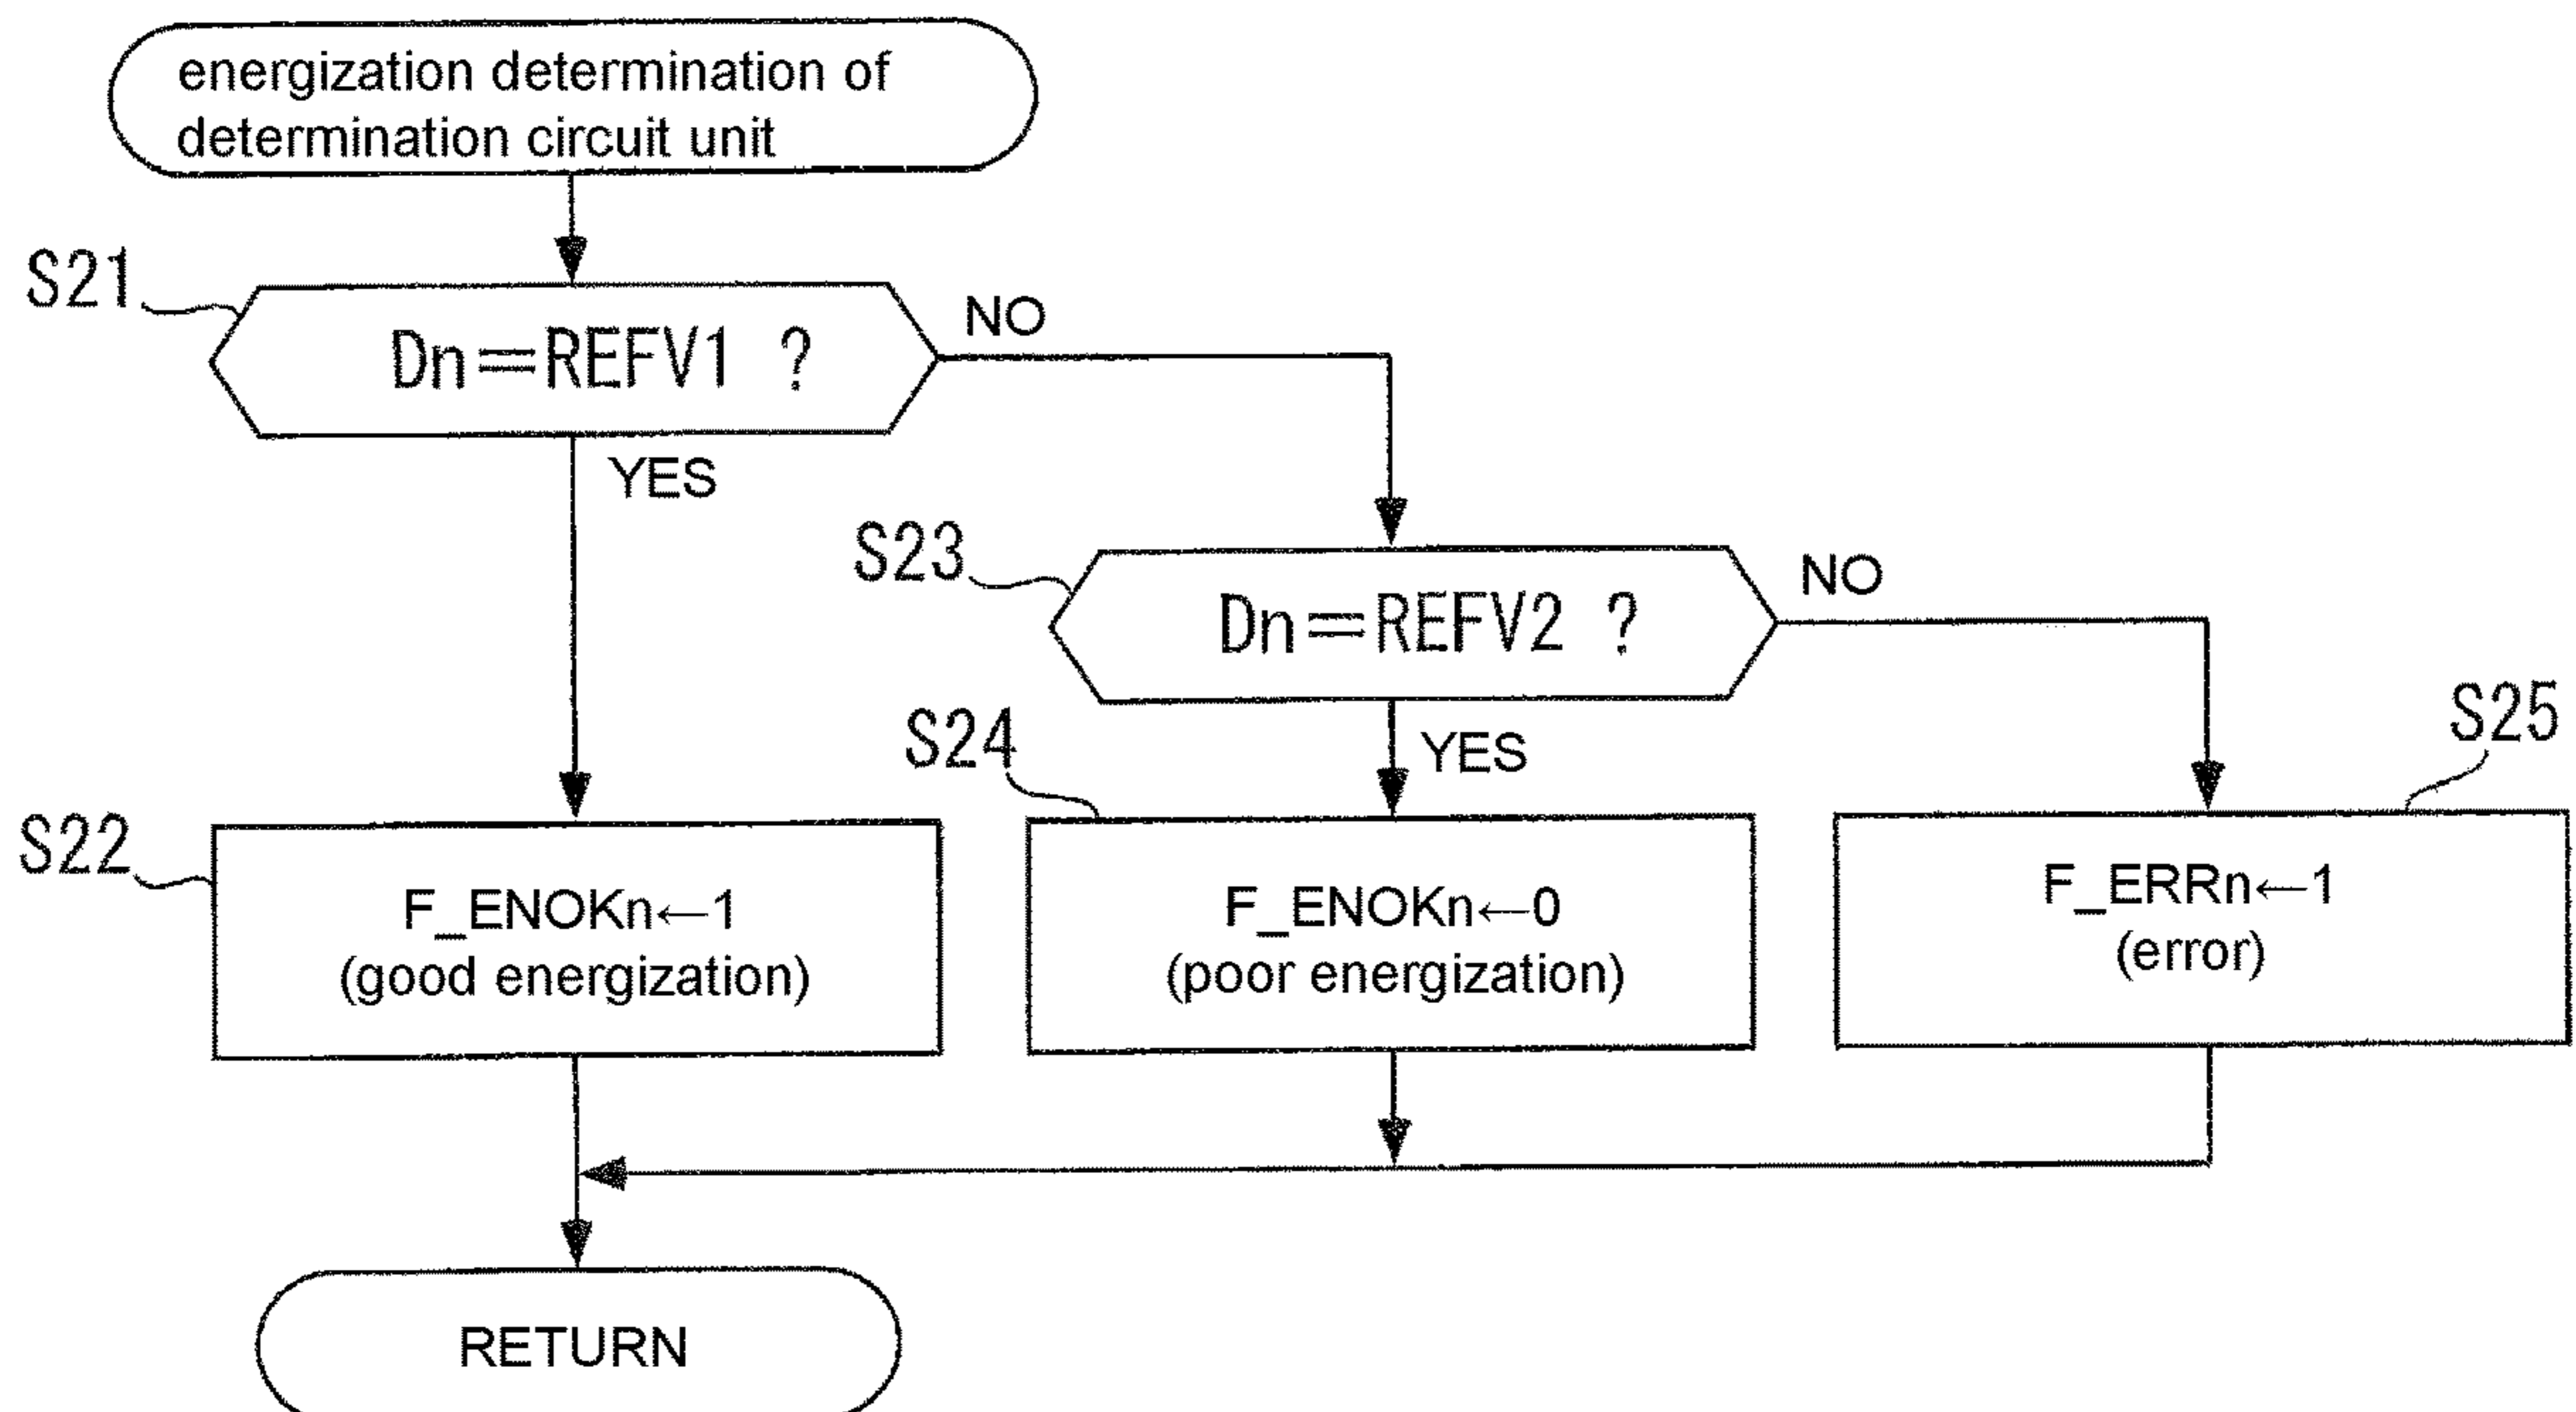 energization determination of
determination circuit unit
S21
Dn=REFV1 ?
NO
YES
S23
Dn=REFV2 ?
NO
YES
S22
F_ENOKn←1
(good energization)
S24
F_ENOKn←0
(poor energization)
S25
F_ERRn←1
(error)
RETURN